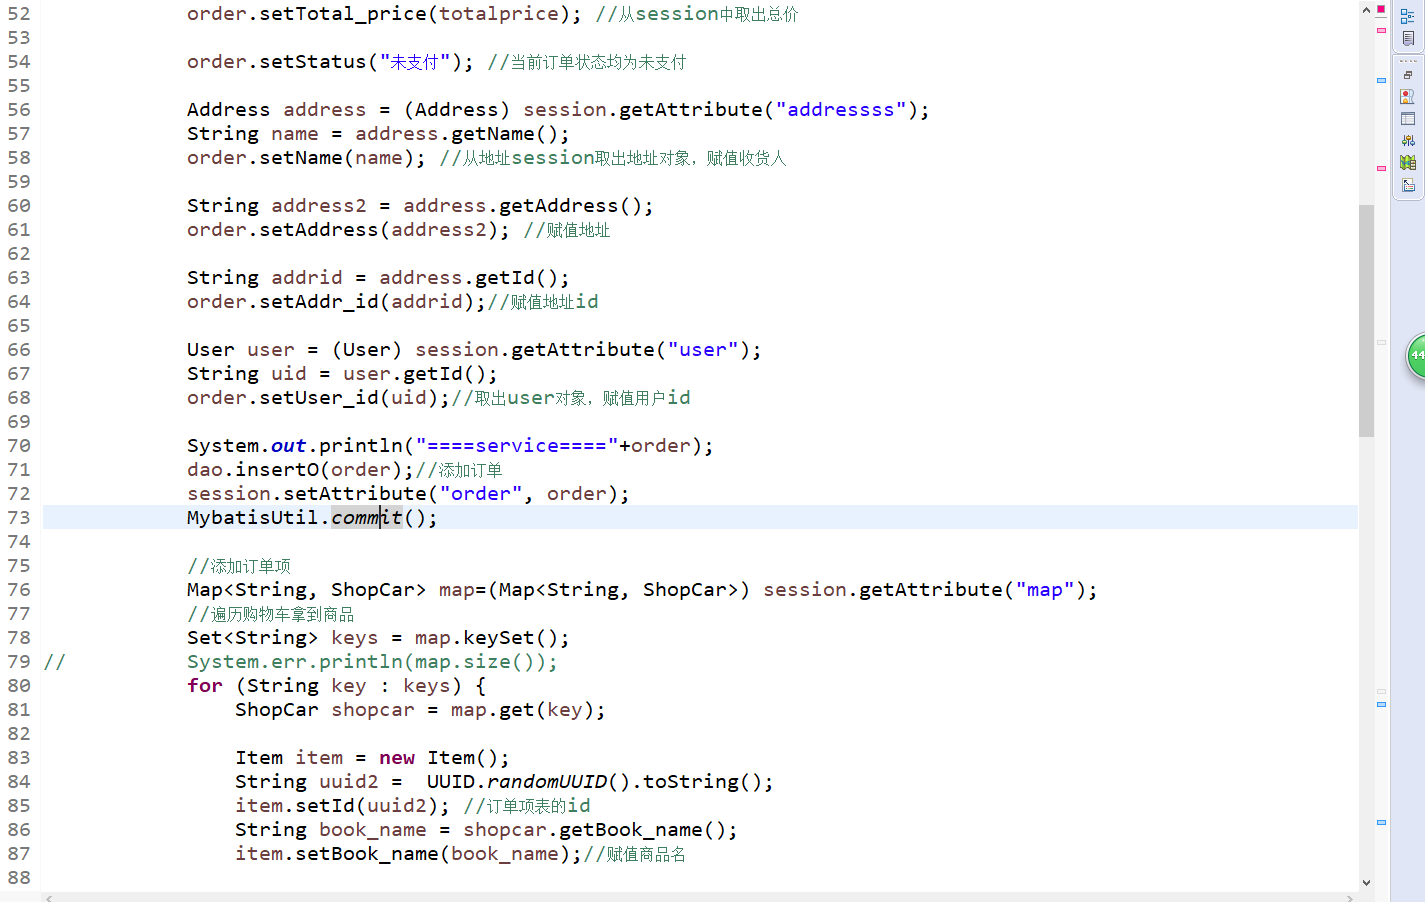 52 order.setTotal_price(totalprice); //从session中取出总价
53
54 order.setStatus("未支付"); //当前订单状态均为未支付
55
56 Address address = (Address) session.getAttribute("addressss");
57 String name = address.getName();
58 order.setName(name); //从地址session取出地址对象，赋值收货人
59
60 String address2 = address.getAddress();
61 order.setAddress(address2); //赋值地址
62
63 String addrid = address.getId();
64 order.setAddr_id(addrid);//赋值地址id
65
66 User user = (User) session.getAttribute("user");
67 String uid = user.getId();
68 order.setUser_id(uid);//取出user对象，赋值用户id
69
70 System.out.println("====service===="+order);
71 dao.insertO(order);//添加订单
72 session.setAttribute("order", order);
73 MybatisUtil.commit();
74
75 //添加订单项
76 Map<String, ShopCar> map=(Map<String, ShopCar>) session.getAttribute("map");
77 //遍历购物车拿到商品
78 Set<String> keys = map.keySet();
79 // System.err.println(map.size());
80 for (String key : keys) {
81 ShopCar shopcar = map.get(key);
82
83 Item item = new Item();
84 String uuid2 =  UUID.randomUUID().toString();
85 item.setId(uuid2); //订单项表的id
86 String book_name = shopcar.getBook_name();
87 item.setBook_name(book_name);//赋值商品名
88
44